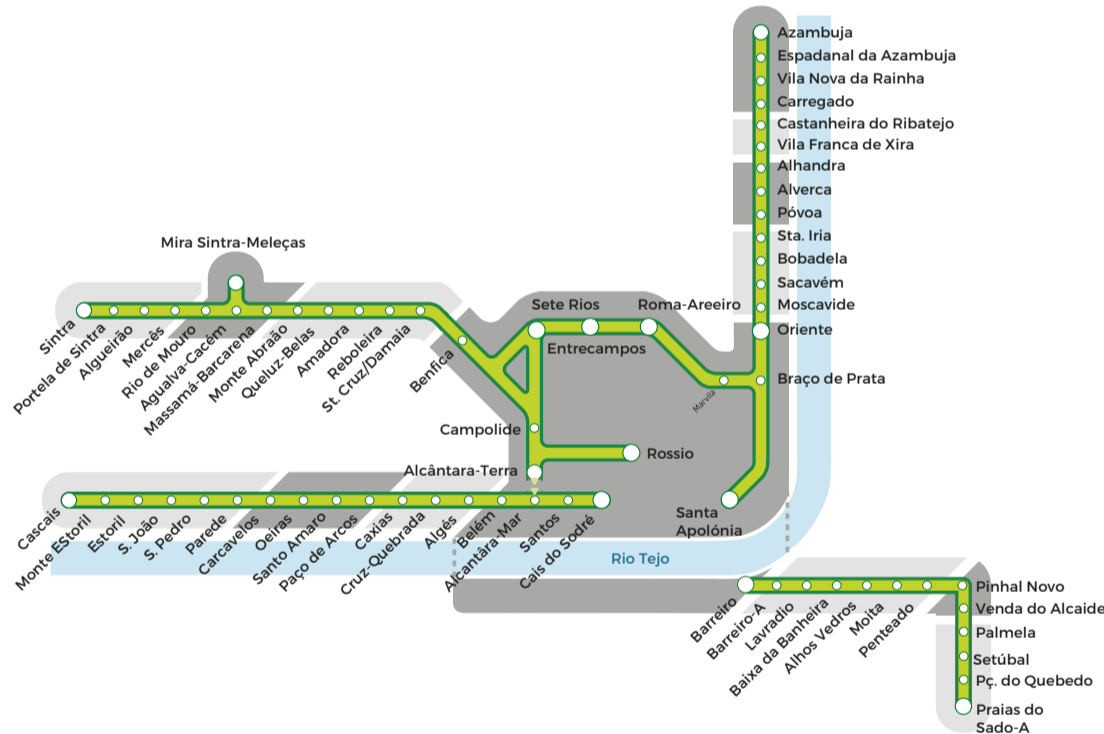 Azambuja
Espadanal da Azambuja
Vila Nova da Rainha
Carregado
Castanheira do Ribatejo
Vila Franca de Xira
Alhandra
Alverca
Póvoa
Sta. Iria
Bobadela
Sacavém
Moscavide
Oriente
Braço de Prata
Mira Sintra-Meleças
Sintra
Portela de Sintra
Algueirão
Mercês
Rio de Mouro
Agualva-Cacém
Massamá-Barcarena
Monte Abraão
Queluz-Belas
Amadora
Reboleira
St. Cruz/Damaia
Benfica
Sete Rios
Entrecampos
Roma-Areeiro
Marvila
Campolide
Rossio
Alcântara-Terra
Santa
Apolónia
Cascais
Monte EStoril
Estoril
S. João
S. Pedro
Parede
Carcavelos
Oeiras
Santo Amaro
Paço de Arcos
Caxias
Cruz-Quebrada
Algés
Belém
Alcantâra-Mar
Santos
Cais do Sodré
Rio Tejo
Barreiro
Barreiro-A
Lavradio
Baixa da Banheira
Alhos Vedros
Moita
Penteado
Pinhal Novo
Venda do Alcaide
Palmela
Setúbal
Pç. do Quebedo
Praias do
Sado-A